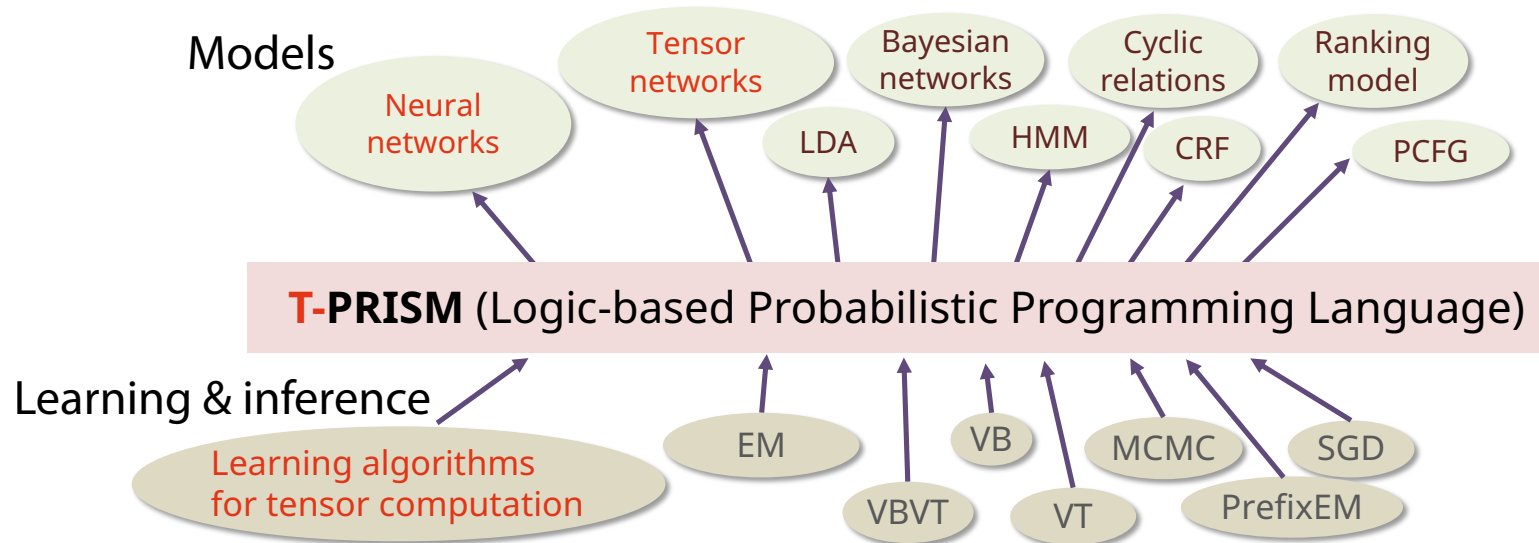 Models
Neural
networks
Tensor
networks
LDA
Bayesian
networks
HMM
Cyclic
relations
CRF
Ranking
model
PCFG
T-PRISM (Logic-based Probabilistic Programming Language)
Learning & inference
Learning algorithms
for tensor computation
EM
VBVT
VB
VT
MCMC
PrefixEM
SGD